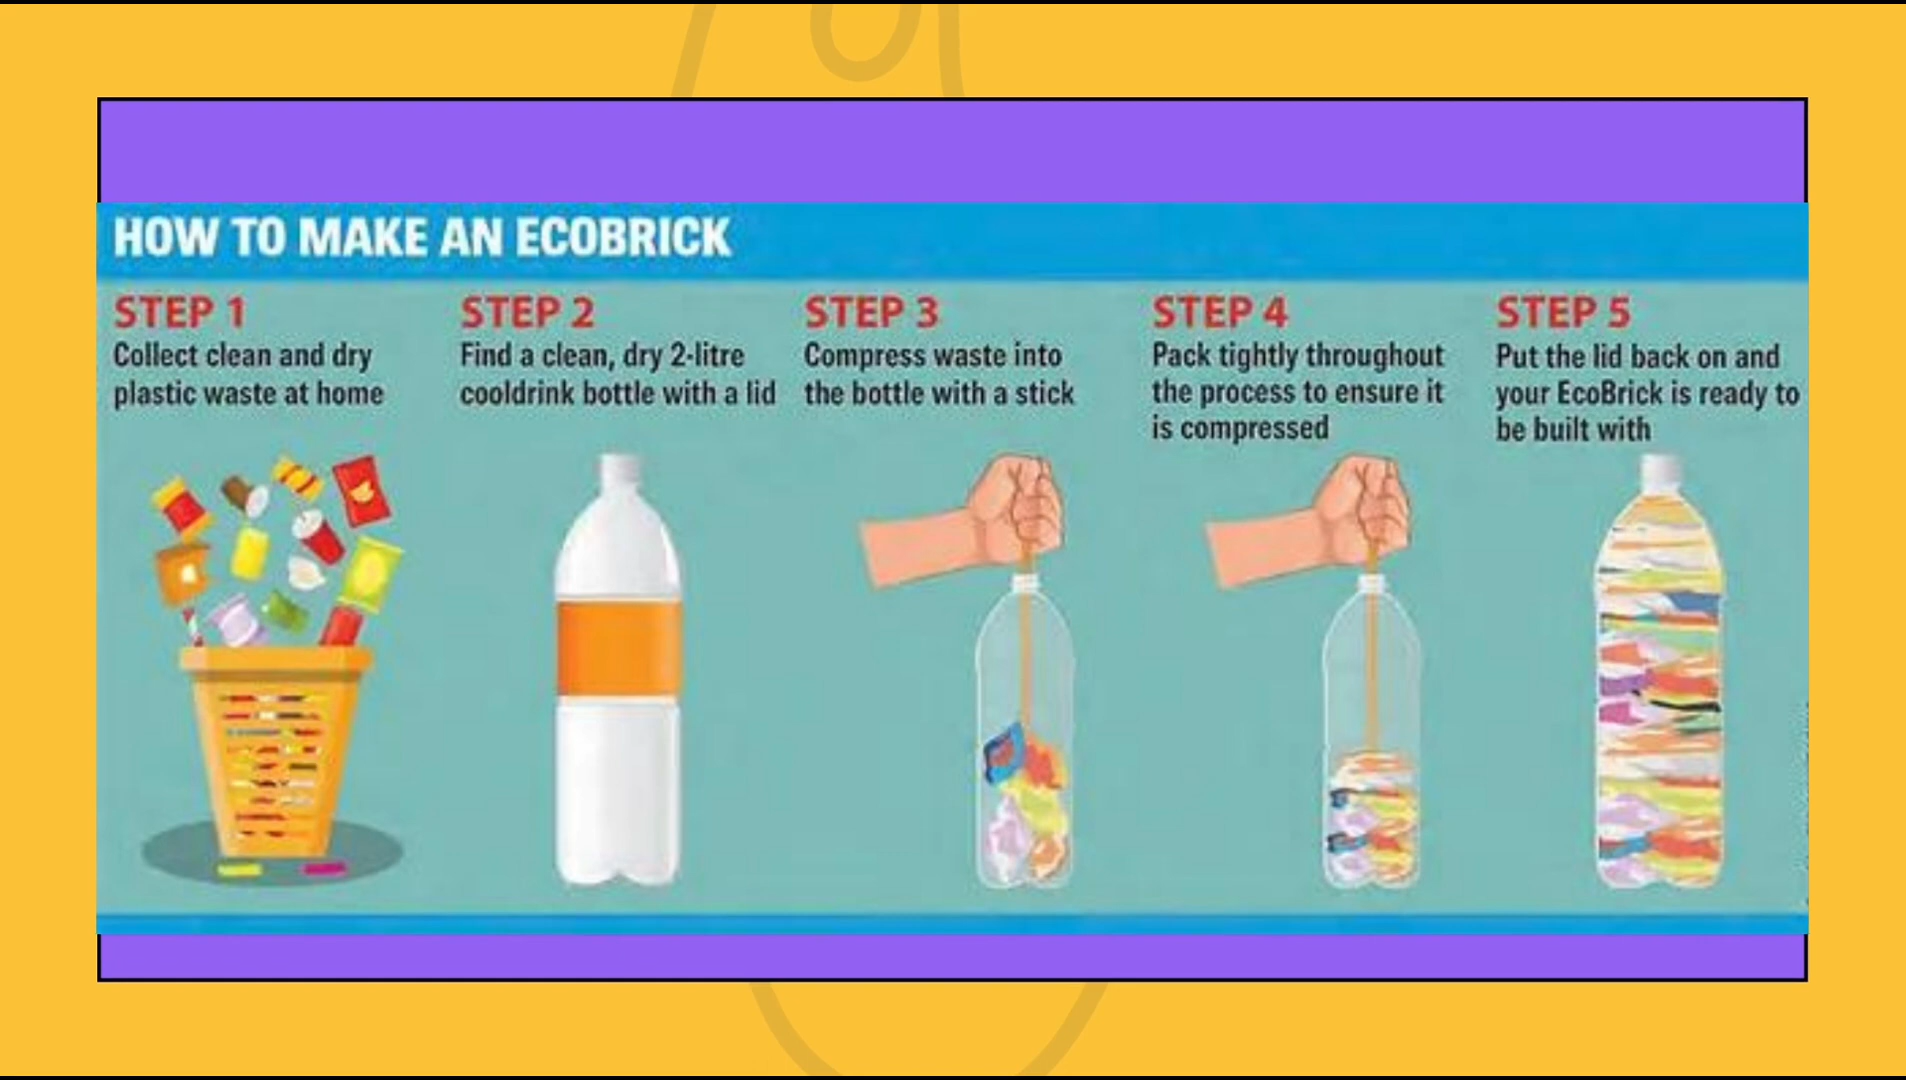 HOW TO MAKE AN ECOBRICK
STEP 1
Collect clean and dry
plastic waste at home
STEP 2
Find a clean, dry 2-litre
cooldrink bottle with a lid
STEP 3
Compress waste into
the bottle with a stick
STEP 4
Pack tightly throughout
the process to ensure it
is compressed
STEP 5
Put the lid back on and
your EcoBrick is ready to
be built with